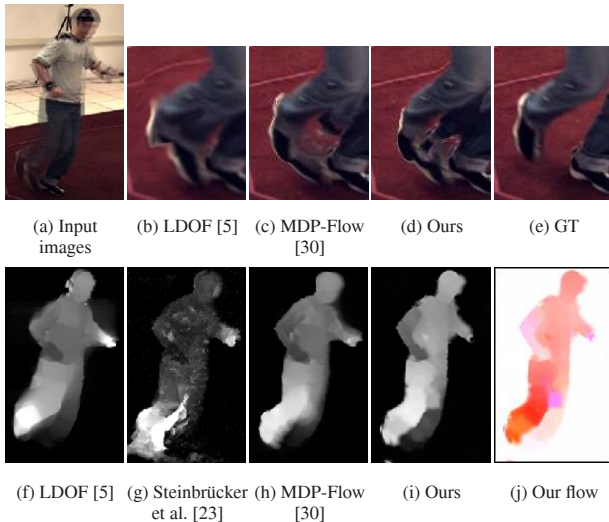 (a) Input
images
(b) LDOF [5]
(c) MDP-Flow
[30]
(d) Ours
(e) GT
(f) LDOF [5]
(g) Steinbrücker
et al. [23]
(h) MDP-Flow
[30]
(i) Ours
(j) Our flow